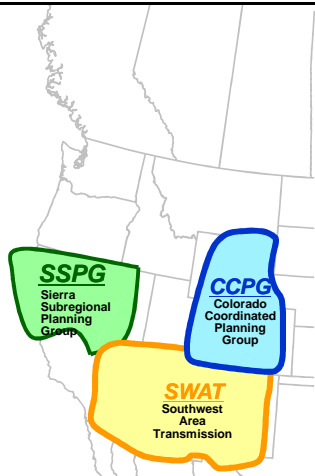 SSPG
Sierra
Subregional
Planning
Group
CCPG
Colorado
Coordinated
Planning
Group
SWAT
Southwest
Area
Transmission